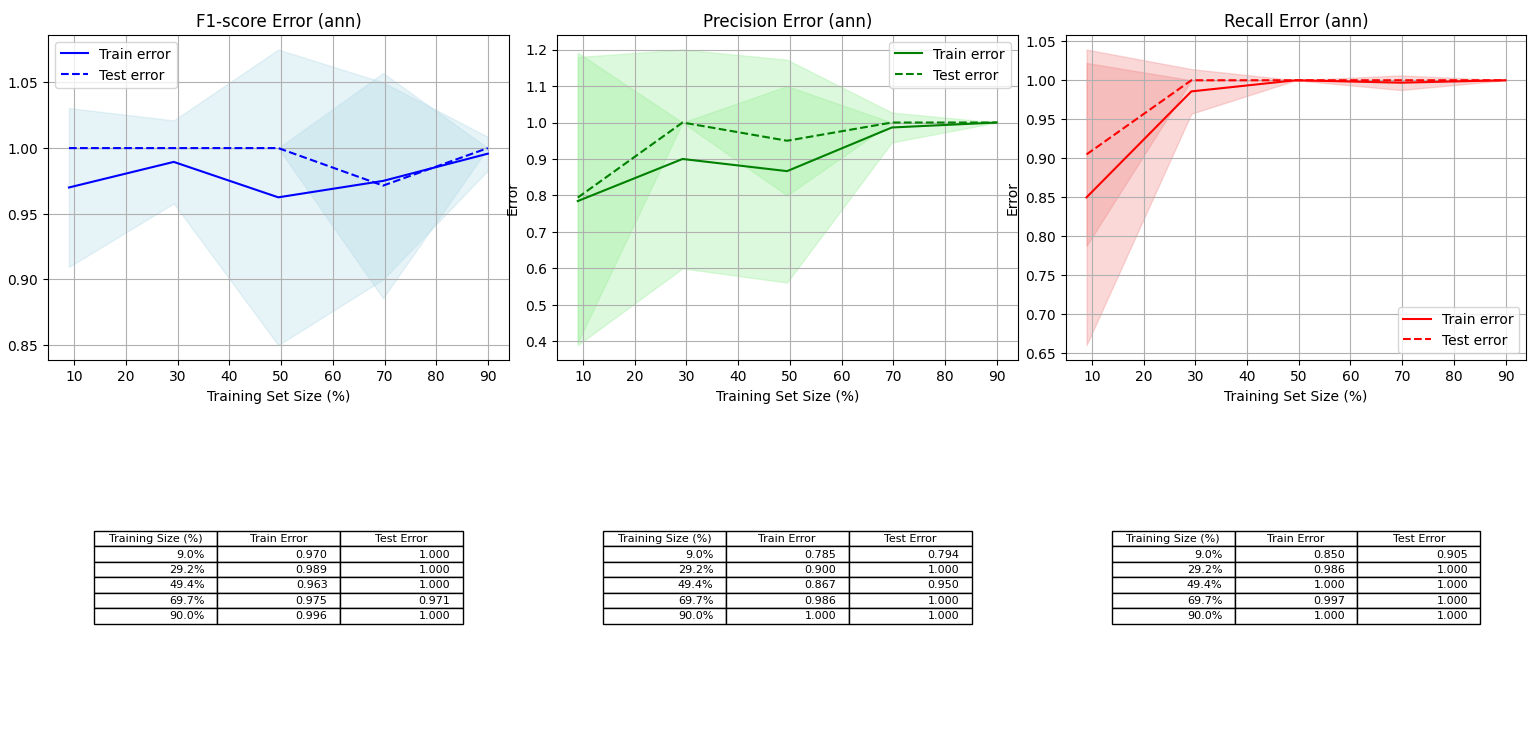 F1-score Error (ann)
Train error
Test error
1.05
1.00
0.95
0.90
0.85
10 20 30 40 50 60 70 80 90
Training Set Size (%)
Precision Error (ann)
Train error
Test error
Error
1.2
1.1
1.0
0.9
0.8
0.7
0.6
0.5
0.4
10 20 30 40 50 60 70 80 90
Training Set Size (%)
Recall Error (ann)
Error
1.05
1.00
0.95
0.90
0.85
0.80
0.75
0.70
0.65
Train error
Test error
10 20 30 40 50 60 70 80 90
Training Set Size (%)
Training Size (%) Train Error Test Error
9.0% 0.970 1.000
29.2% 0.989 1.000
49.4% 0.963 1.000
69.7% 0.975 0.971
90.0% 0.996 1.000
Training Size (%) Train Error Test Error
9.0% 0.785 0.794
29.2% 0.900 1.000
49.4% 0.867 0.950
69.7% 0.986 1.000
90.0% 1.000 1.000
Training Size (%) Train Error Test Error
9.0% 0.850 0.905
29.2% 0.986 1.000
49.4% 1.000 1.000
69.7% 0.997 1.000
90.0% 1.000 1.000